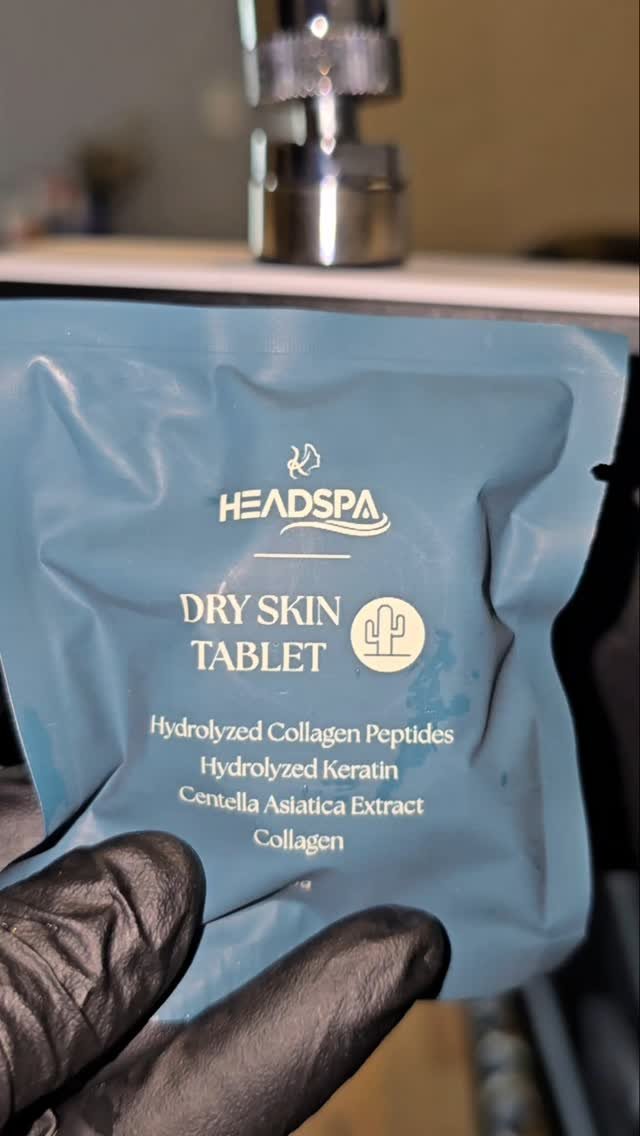 HEADSPA
DRY SKIN
TABLET
Hydrolyzed Collagen Peptides
Hydrolyzed Keratin
Centella Asiatica Extract
Collagen